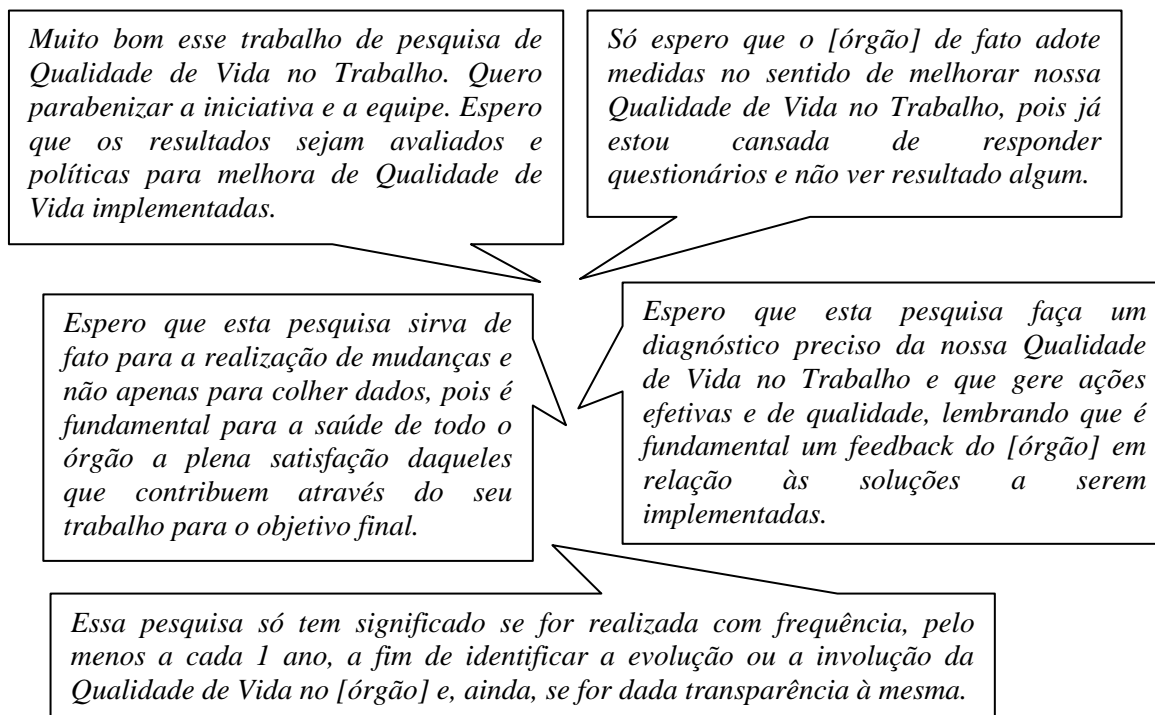 Muito bom esse trabalho de pesquisa de
Qualidade de Vida no Trabalho. Quero
parabenizar a iniciativa e a equipe. Espero
que os resultados sejam avaliados e
políticas para melhora de Qualidade de
Vida implementadas.
Só espero que o [órgão] de fato adote
medidas no sentido de melhorar nossa
Qualidade de Vida no Trabalho, pois já
estou cansada de responder
questionários e não ver resultado algum.
Espero que esta pesquisa sirva de
fato para a realização de mudanças e
não apenas para colher dados, pois é
fundamental para a saúde de todo o
órgão a plena satisfação daqueles
que contribuem através do seu
trabalho para o objetivo final.
Espero que esta pesquisa faça um
diagnóstico preciso da nossa Qualidade
de Vida no Trabalho e que gere ações
efetivas e de qualidade, lembrando que é
fundamental um feedback do [órgão] em
relação às soluções a serem
implementadas.
Essa pesquisa só tem significado se for realizada com frequência, pelo
menos a cada 1 ano, a fim de identificar a evolução ou a involução da
Qualidade de Vida no [órgão] e, ainda, se for dada transparência à mesma.